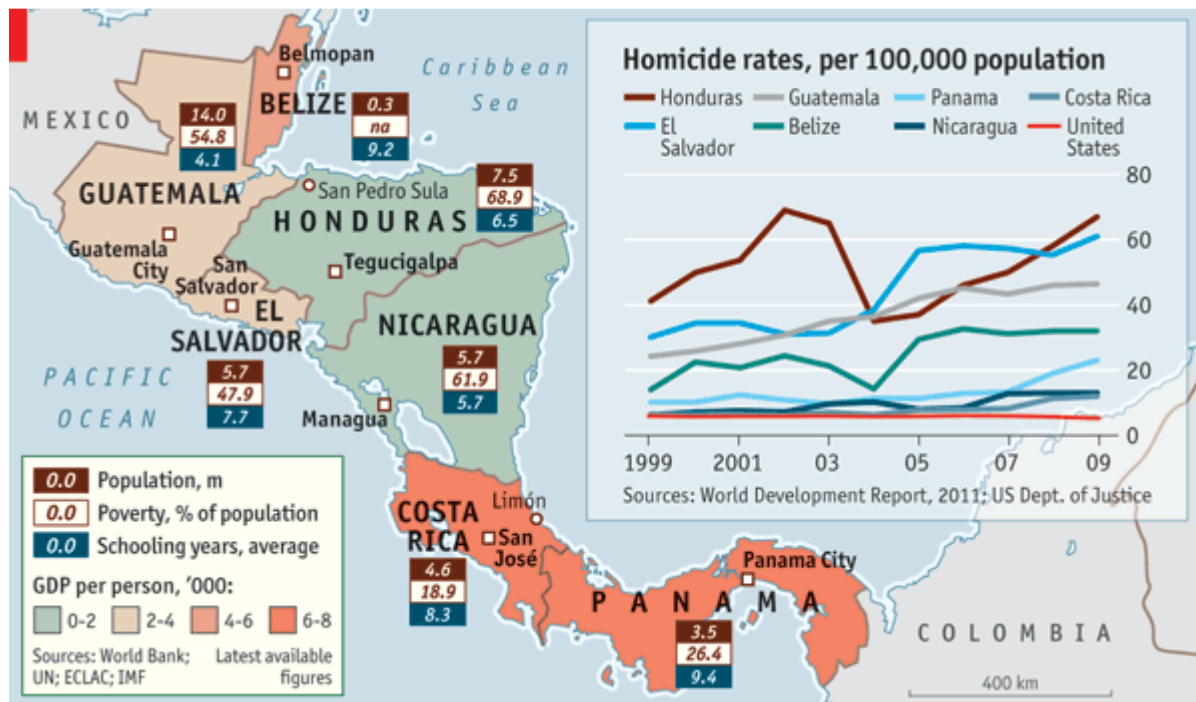 Belmopan
BELIZE
Caribbean
Sea
MEXICO
14.0
54.8
4.1
0.3
na
9.2
GUATEMALA
San Pedro Sula
HONDURAS
7.5
68.9
6.5
Guatemala
City
Tegucigalpa
San
Salvador
EL
SALVADOR
NICARAGUA
5.7
61.9
5.7
PACIFIC
OCEAN
5.7
47.9
7.7
Managua
COSTA
RICA
Limón
San
José
4.6
18.9
8.3
Panama City
PANAMA
3.5
26.4
9.4
COLOMBIA
400 km
0.0 Population, m
0.0 Poverty, % of population
0.0 Schooling years, average
GDP per person, '000:
0-2 2-4 4-6 6-8
Sources: World Bank;
UN; ECLAC; IMF
Latest available
figures
Homicide rates, per 100,000 population
Honduras Guatemala Panama Costa Rica
El
Salvador
Belize Nicaragua United
States
80
60
40
20
0
1999 2001 03 05 07 09
Sources: World Development Report, 2011; US Dept. of Justice